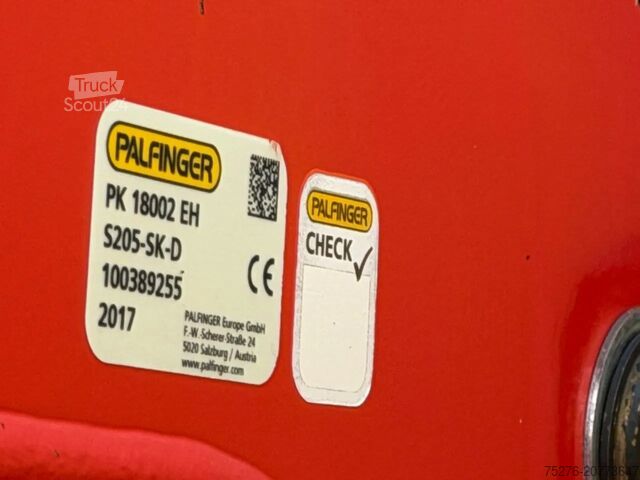 Truck
Scout24
PALFINGER
PK 18002 EH
S205-SK-D
100389255
2017
CE
PALFINGER Europe GmbH
F.-W.-Scherer-Straße 24
5020 Salzburg / Austria
www.palfinger.com
PALFINGER
CHECK